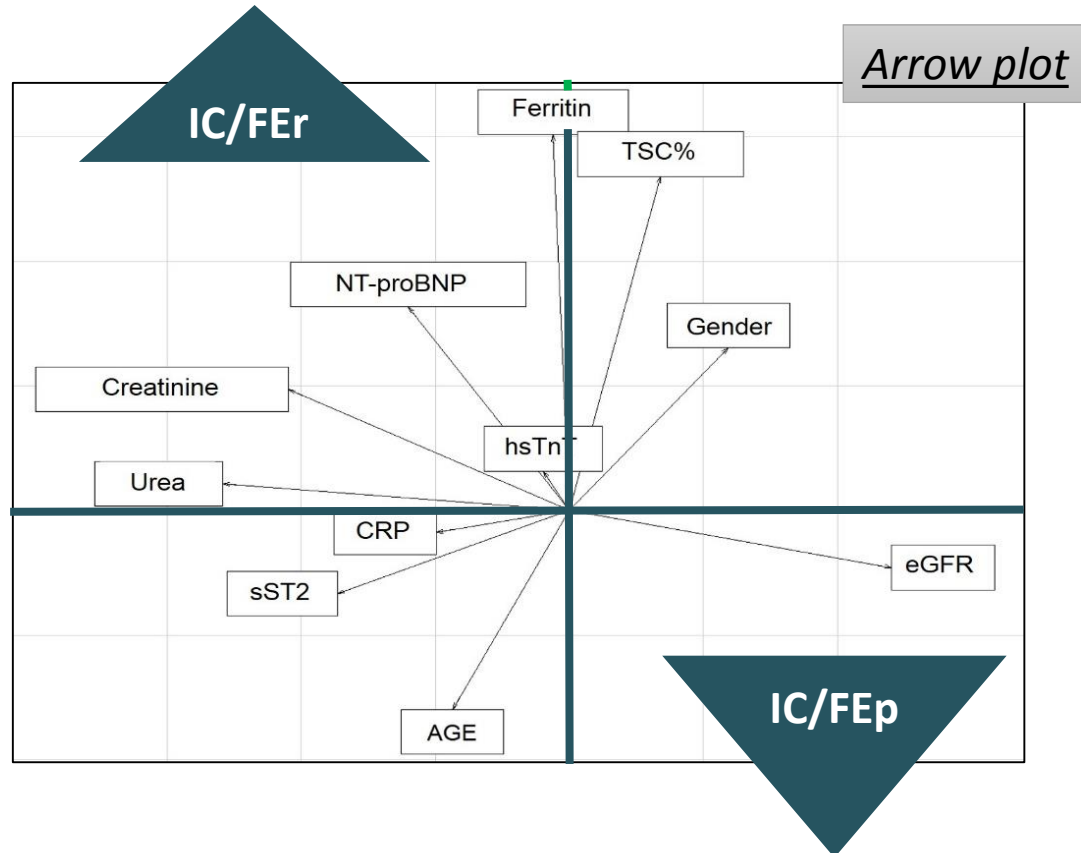 Arrow plot
IC/FEr
Ferritin
TSC%
NT-proBNP
Gender
Creatinine
hsTnT
Urea
CRP
eGFR
sST2
IC/FEp
AGE